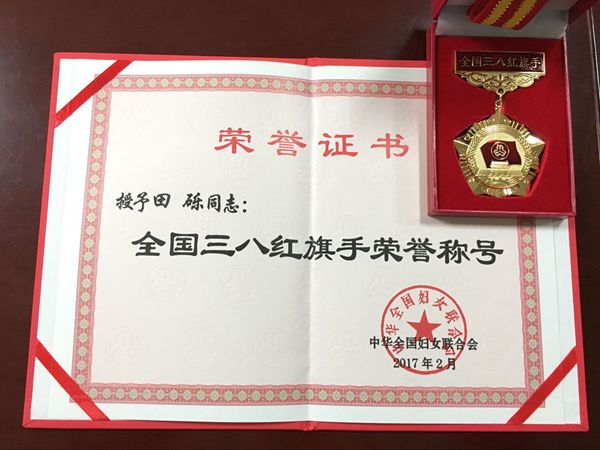 全国三八红旗手
荣誉证书
授予田 砾同志：
全国三八红旗手荣誉称号
中华全国妇女联合会
中华全国妇女联合会
2017年2月